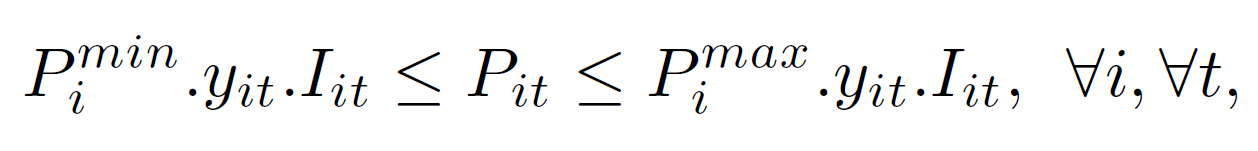 P_i^{min}.y_{it}.I_{it} ≤ P_{it} ≤ P_i^{max}.y_{it}.I_{it}, ∀i, ∀t,